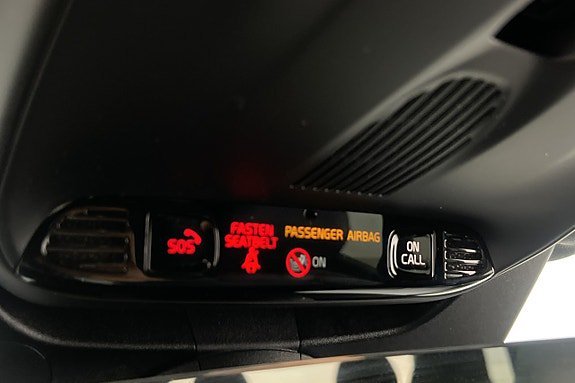 SOS
FASTEN
SEATBELT
PASSENGER AIRBAG
ON
ON
CALL